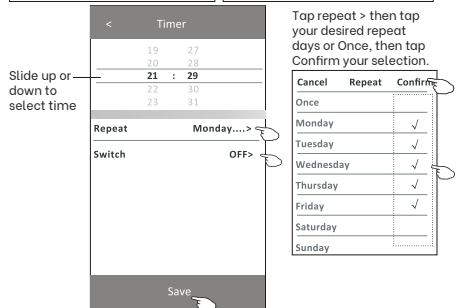 Slide up or
down to
select time
< Timer
19 27
20 28
21 : 29
22 30
23 31
Repeat Monday....>
Switch OFF>
Save
Tap repeat > then tap
your desired repeat
days or Once, then tap
Confirm your selection.
Cancel Repeat Confirm
Once
Monday √
Tuesday √
Wednesday √
Thursday √
Friday √
Saturday
Sunday